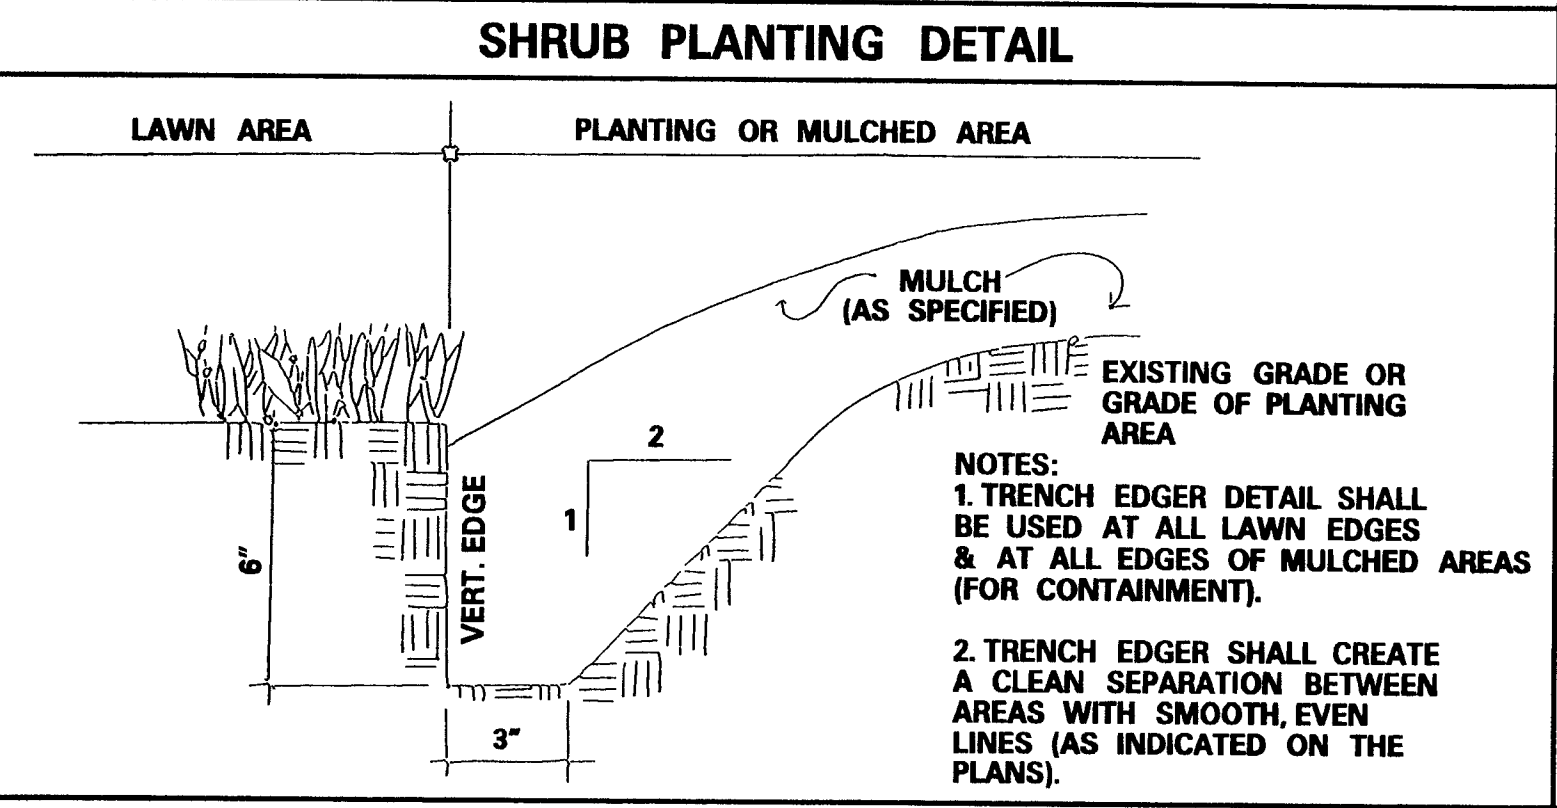 SHRUB PLANTING DETAIL
LAWN AREA
PLANTING OR MULCHED AREA
MULCH
(AS SPECIFIED)
EXISTING GRADE OR
GRADE OF PLANTING
AREA
2
1
VERT. EDGE
6"
3"
NOTES:
1. TRENCH EDGER DETAIL SHALL
BE USED AT ALL LAWN EDGES
& AT ALL EDGES OF MULCHED AREAS
(FOR CONTAINMENT).
2. TRENCH EDGER SHALL CREATE
A CLEAN SEPARATION BETWEEN
AREAS WITH SMOOTH, EVEN
LINES (AS INDICATED ON THE
PLANS).